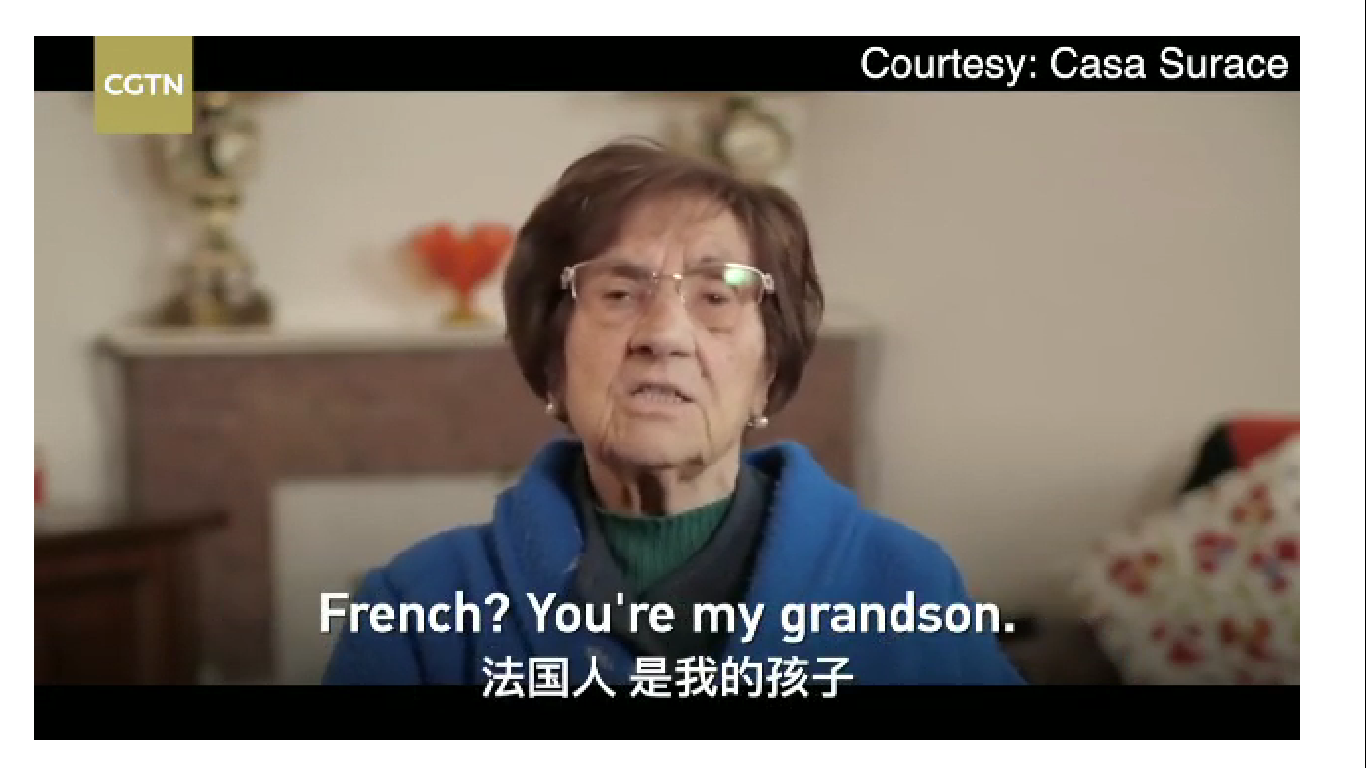 Courtesy: Casa Surace
CGTN
French? You're my grandson.
法国人 是我的孩子